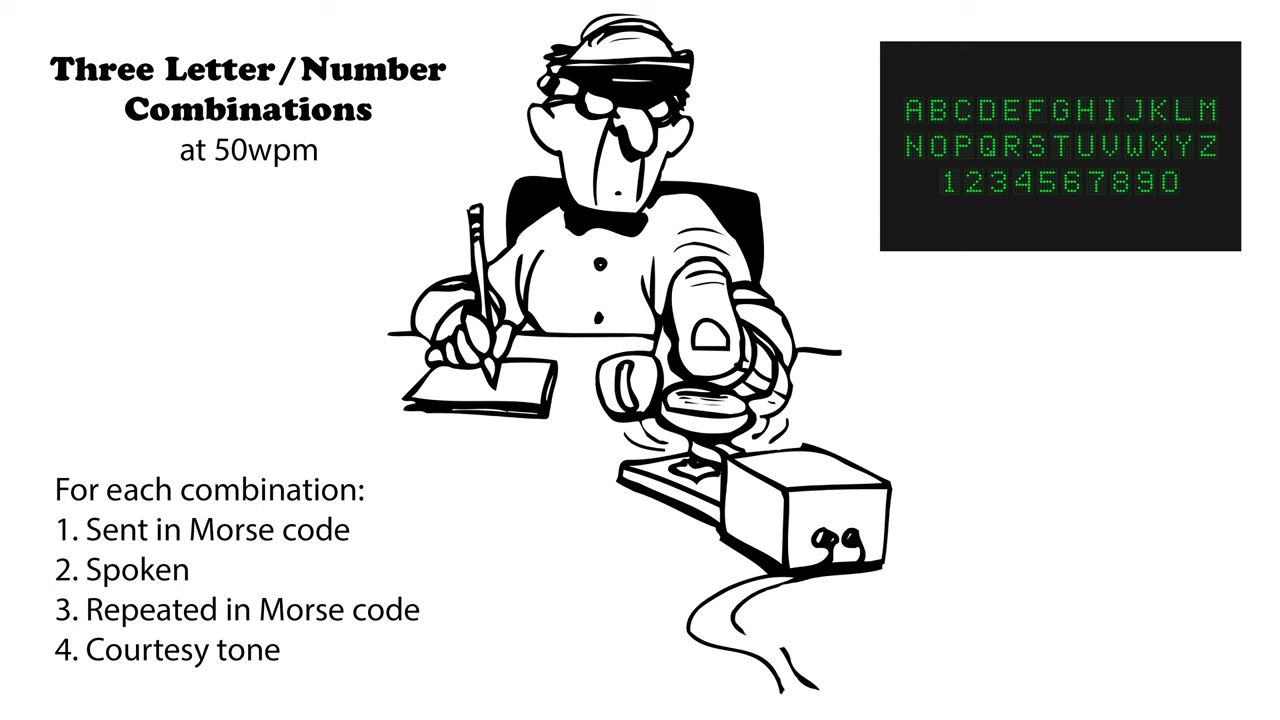 Three Letter/Number
Combinations
at 50wpm
ABCDEFGHIJKLM
NOPQRSTUVWXYZ
1234567890
For each combination:
1. Sent in Morse code
2. Spoken
3. Repeated in Morse code
4. Courtesy tone